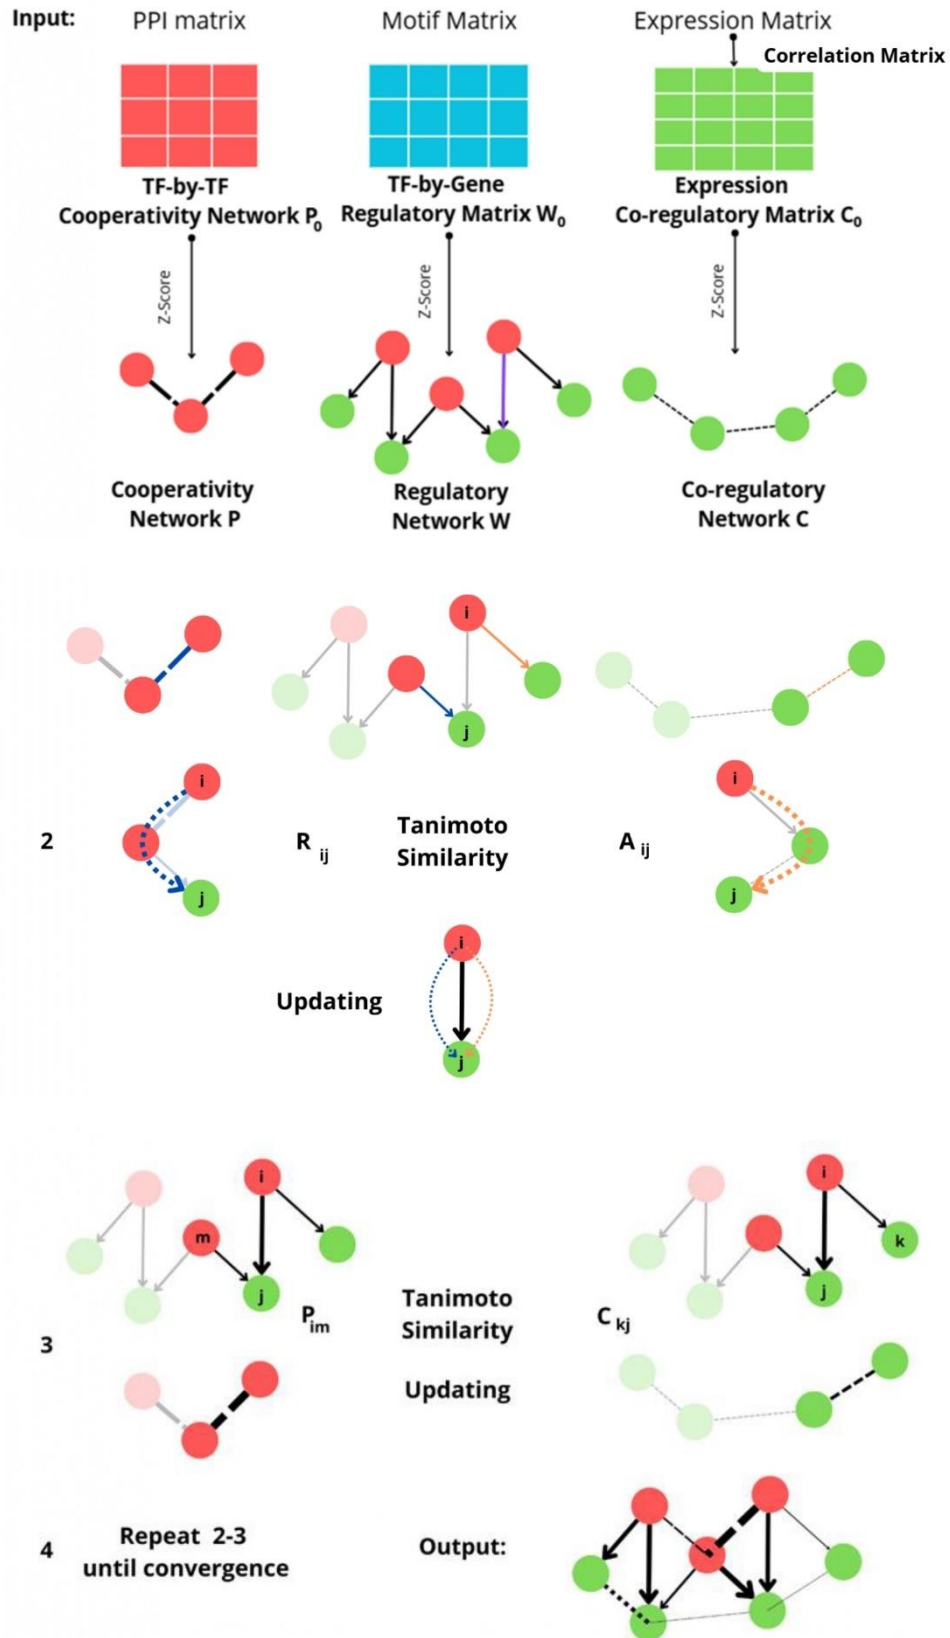 Input: PPI matrix Motif Matrix Expression Matrix
Correlation Matrix
TF-by-TF
Cooperativity Network P0
TF-by-Gene
Regulatory Matrix W0
Expression
Co-regulatory Matrix C0
Z-Score
Z-Score
Z-Score
Cooperativity
Network P
Regulatory
Network W
Co-regulatory
Network C
i
j
2
i
j
R ij
Tanimoto
Similarity
A ij
i
j
Updating
i
j
3
i
m
j
Pim
Tanimoto
Similarity
Updating
C kj
i
k
j
4
Repeat 2-3
until convergence
Output: